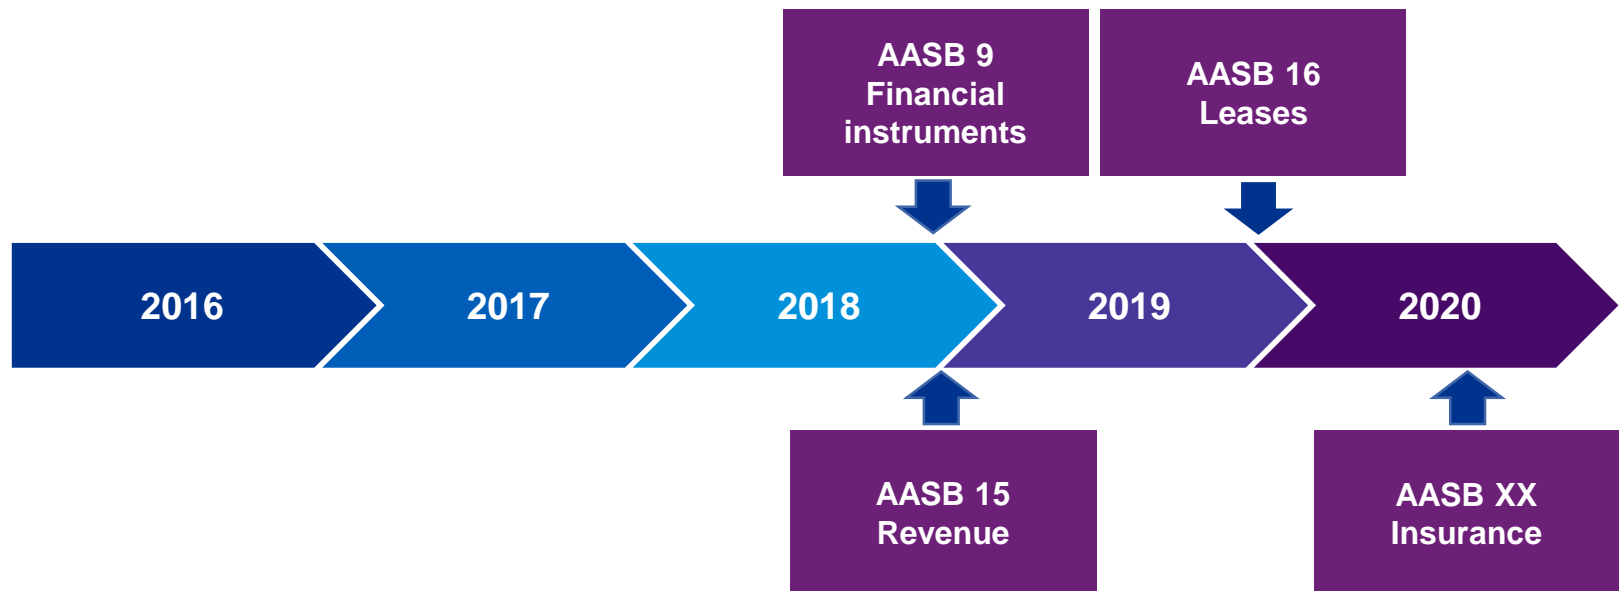 AASB 9
Financial
instruments
AASB 16
Leases
2016
2017
2018
2019
2020
AASB 15
Revenue
AASB XX
Insurance